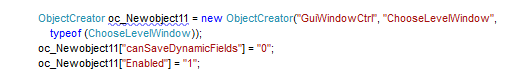 ObjectCreator oc_Newobject11 = new ObjectCreator("GuiWindowCtrl", "ChooseLevelWindow",
typeof (ChooseLevelWindow));
oc_Newobject11["canSaveDynamicFields"] = "0";
oc_Newobject11["Enabled"] = "1";